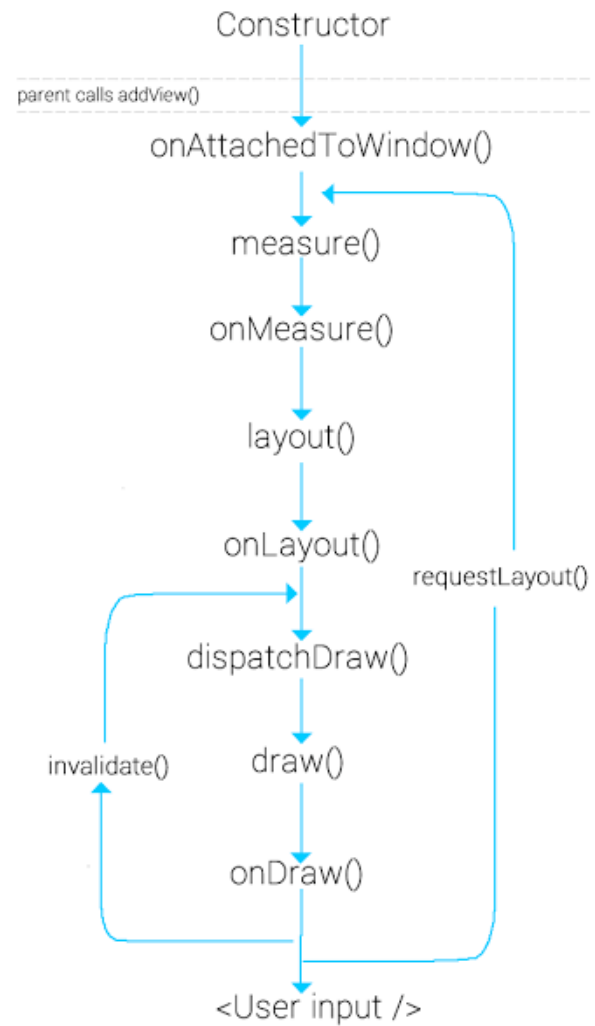 Constructor
parent calls addView()
onAttachedToWindow()
measure()
onMeasure()
layout()
onLayout()
requestLayout()
dispatchDraw()
invalidate()
draw()
onDraw()
<User input />